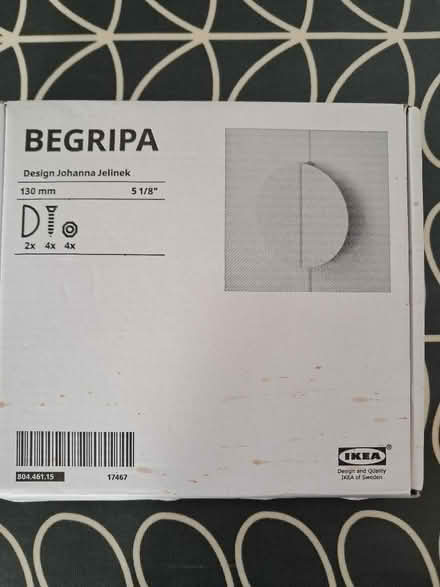 BEGRIPA
Design Johanna Jelinek
130 mm 5 1/8"
2x 4x 4x
804.461.15 17467
IKEA®
Design and Quality
IKEA of Sweden